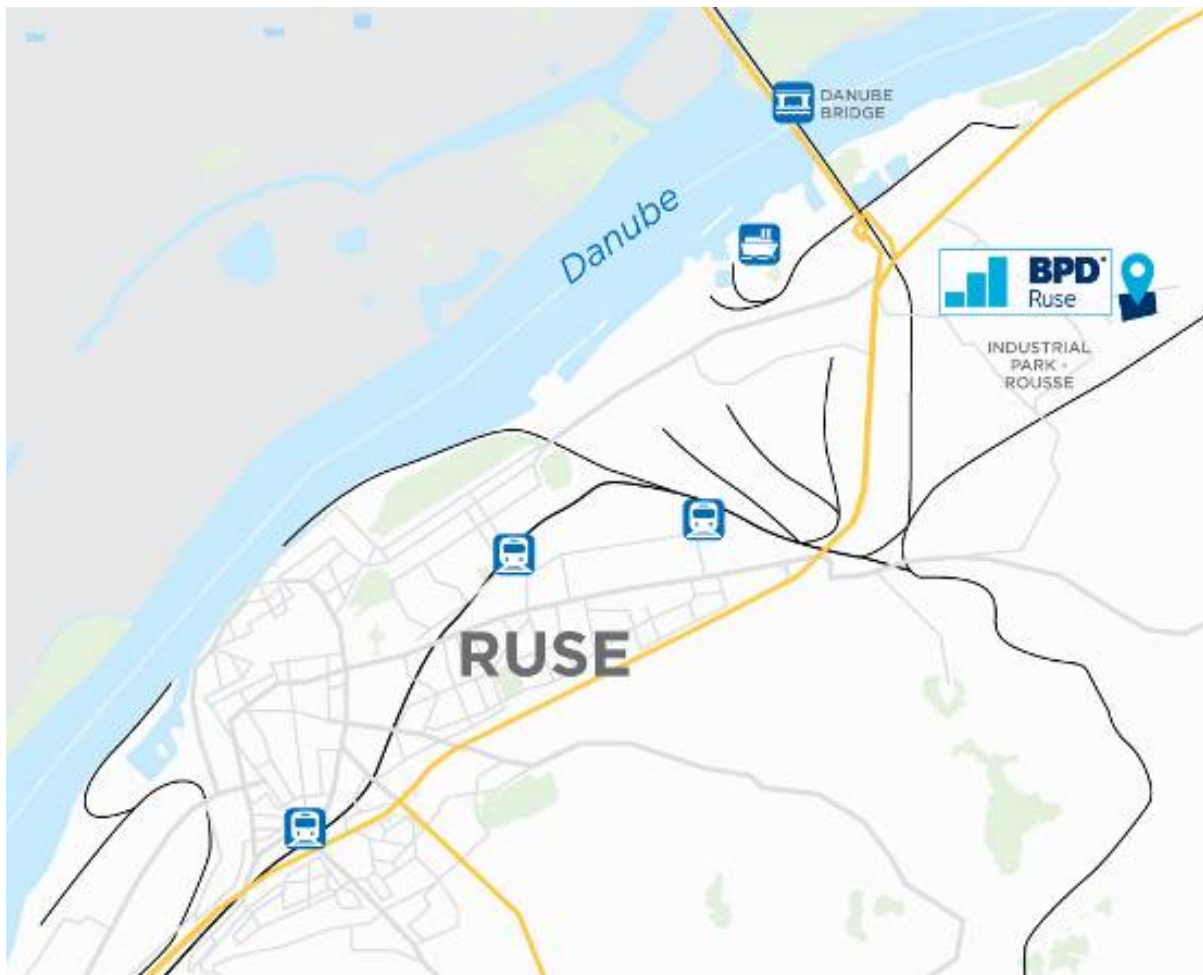 DANUBE
BRIDGE
Danube
BPD®
Ruse
INDUSTRIAL
PARK -
ROUSSE
RUSE